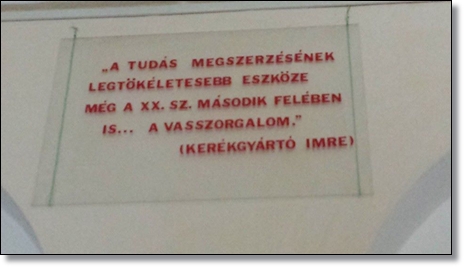 „A TUDÁS MEGSZERZÉSÉNEK
LEGTÖKÉLETESEBB ESZKÖZE
MÉG A XX. SZ. MÁSODIK FELÉBEN
IS... A VASSZORGALOM.”
(KERÉKGYÁRTÓ IMRE)